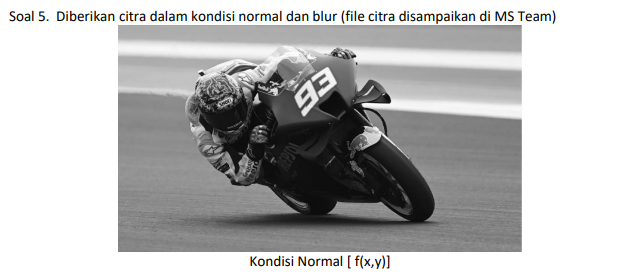 Soal 5. Diberikan citra dalam kondisi normal dan blur (file citra disampaikan di MS Team)
93
Kondisi Normal [ f(x,y)]